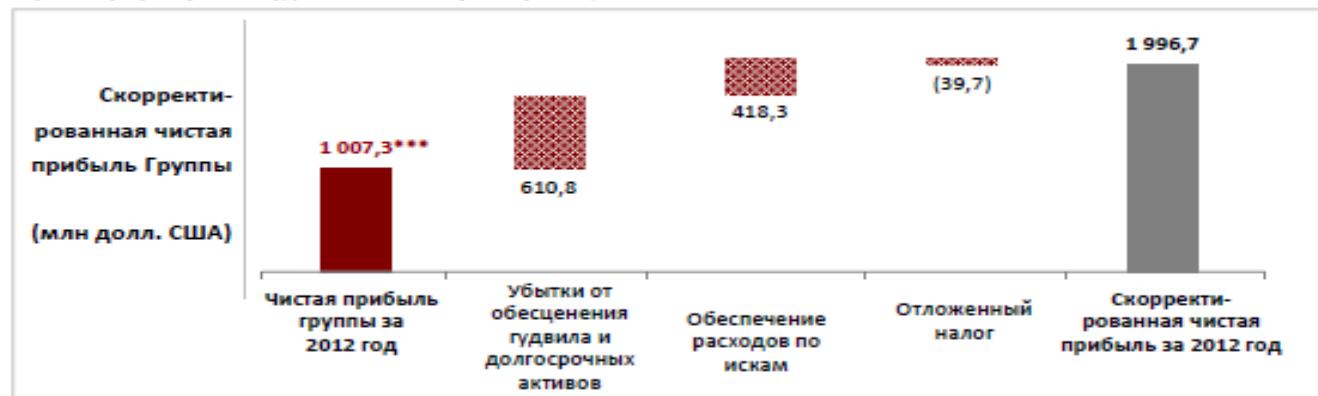 Скорректи-
рованная чистая
прибыль Группы
(млн долл. США)
1 007,3***
610,8
418,3
(39,7)
1 996,7
Чистая прибыль
группы за
2012 год
Убытки от
обесценения
гудвила и
долгосрочных
активов
Обеспечение
расходов по
искам
Отложенный
налог
Скорректи-
рованная чистая
прибыль за 2012 год